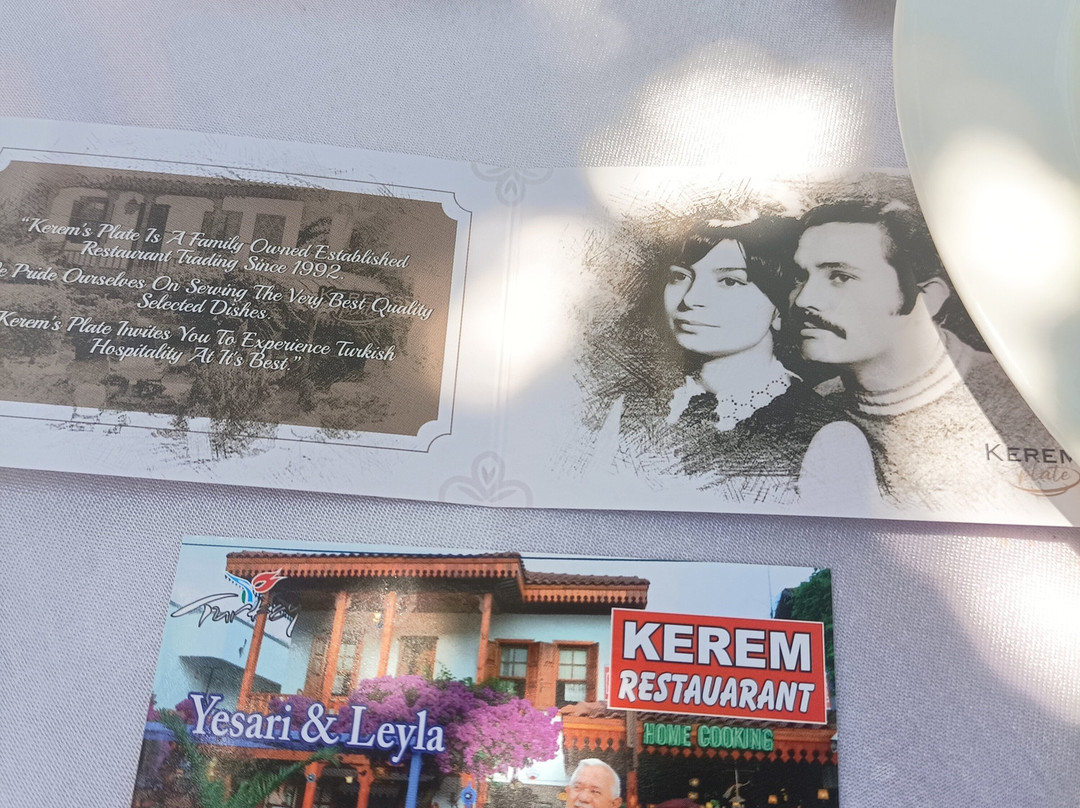 "Kerem's Plate Is A Family Owned Established
Restaurant Trading Since 1992.
Pride Ourselves On Serving The Very Best Quality
Selected Dishes.
Kerem's Plate Invites You To Experience Turkish
Hospitality At It's Best."
KEREM
Plate
Turkey
KEREM
RESTAUARANT
HOME COOKING
Yesari & Leyla